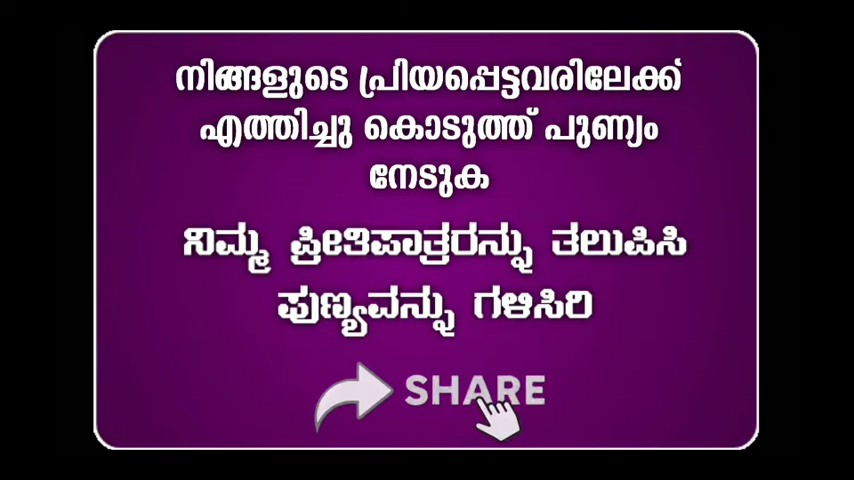 നിങ്ങളുടെ പ്രിയപ്പെട്ടവരിലേക്ക്
എത്തിച്ചു കൊടുത്ത് പുണ്യം
നേടുക
ನಿಮ್ಮ ಪ್ರೀತಿಪಾತ್ರರನ್ನು ತಲುಪಿಸಿ
ಪುಣ್ಯವನ್ನು ಗಳಿಸಿರಿ
SHARE